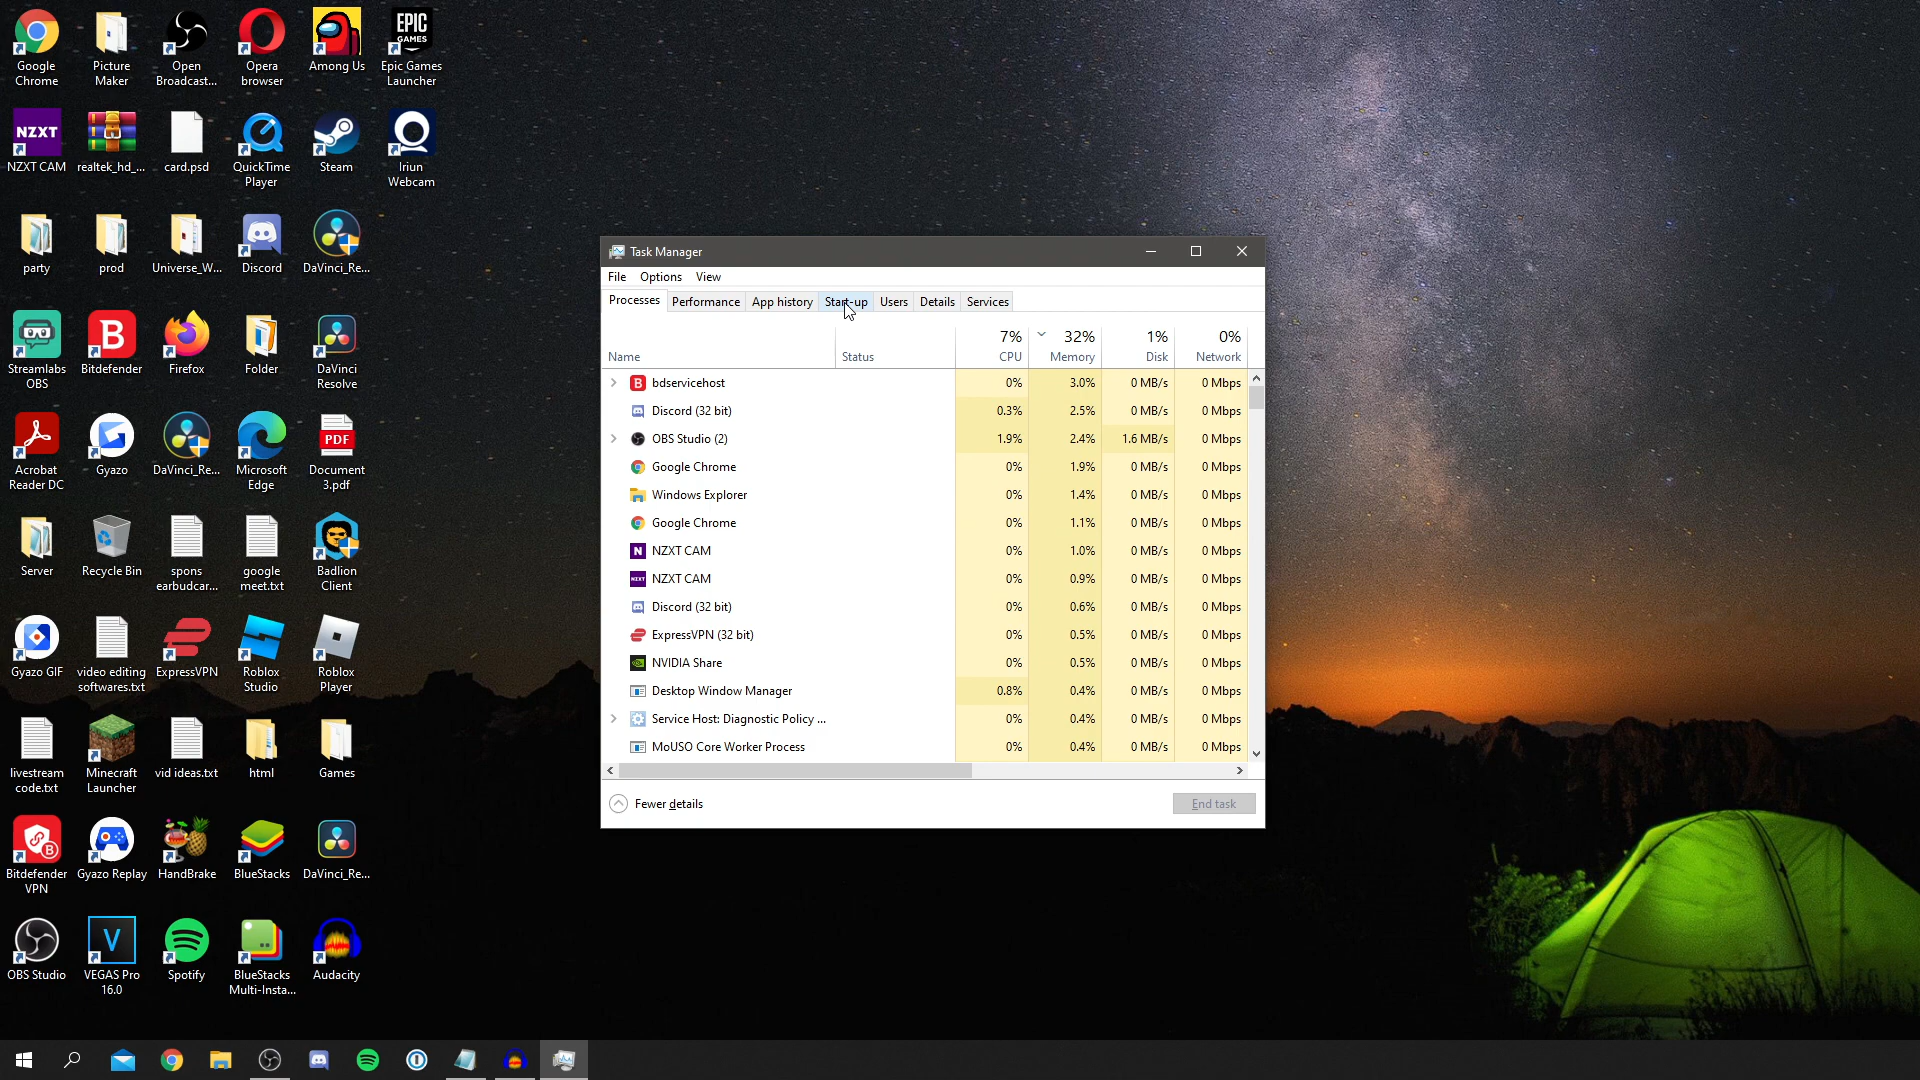 Google
Chrome
Picture
Maker
Open
Broadcast...
Opera
browser
Among Us
EPIC
GAMES
Epic Games
Launcher
NZXT
NZXT CAM
realtek_hd_...
card.psd
QuickTime
Player
Steam
Iriun
Webcam
party
prod
Universe_W...
Discord
DaVinci_Re...
Streamlabs
OBS
B
Bitdefender
Firefox
Folder
DaVinci
Resolve
Acrobat
Reader DC
Gyazo
DaVinci_Re...
Microsoft
Edge
PDF
Document
3.pdf
Server
Recycle Bin
spons
earbudcar...
google
meet.txt
Badlion
Client
Gyazo GIF
video editing
softwares.txt
ExpressVPN
Roblox
Studio
Roblox
Player
livestream
code.txt
Minecraft
Launcher
vid ideas.txt
html
Games
B
Bitdefender
VPN
Gyazo Replay
HandBrake
BlueStacks
DaVinci_Re...
OBS Studio
V
VEGAS Pro
16.0
Spotify
BlueStacks
Multi-Insta...
Audacity
Task Manager
File Options View
Processes Performance App history Start-up Users Details Services
7% 32% 1% 0%
Name Status CPU Memory Disk Network
B bdservicehost 0% 3.0% 0 MB/s 0 Mbps
Discord (32 bit) 0.3% 2.5% 0 MB/s 0 Mbps
OBS Studio (2) 1.9% 2.4% 1.6 MB/s 0 Mbps
Google Chrome 0% 1.9% 0 MB/s 0 Mbps
Windows Explorer 0% 1.4% 0 MB/s 0 Mbps
Google Chrome 0% 1.1% 0 MB/s 0 Mbps
N NZXT CAM 0% 1.0% 0 MB/s 0 Mbps
NZXT NZXT CAM 0% 0.9% 0 MB/s 0 Mbps
Discord (32 bit) 0% 0.6% 0 MB/s 0 Mbps
ExpressVPN (32 bit) 0% 0.5% 0 MB/s 0 Mbps
NVIDIA Share 0% 0.5% 0 MB/s 0 Mbps
Desktop Window Manager 0.8% 0.4% 0 MB/s 0 Mbps
Service Host: Diagnostic Policy ... 0% 0.4% 0 MB/s 0 Mbps
MoUSO Core Worker Process 0% 0.4% 0 MB/s 0 Mbps
Fewer details
End task